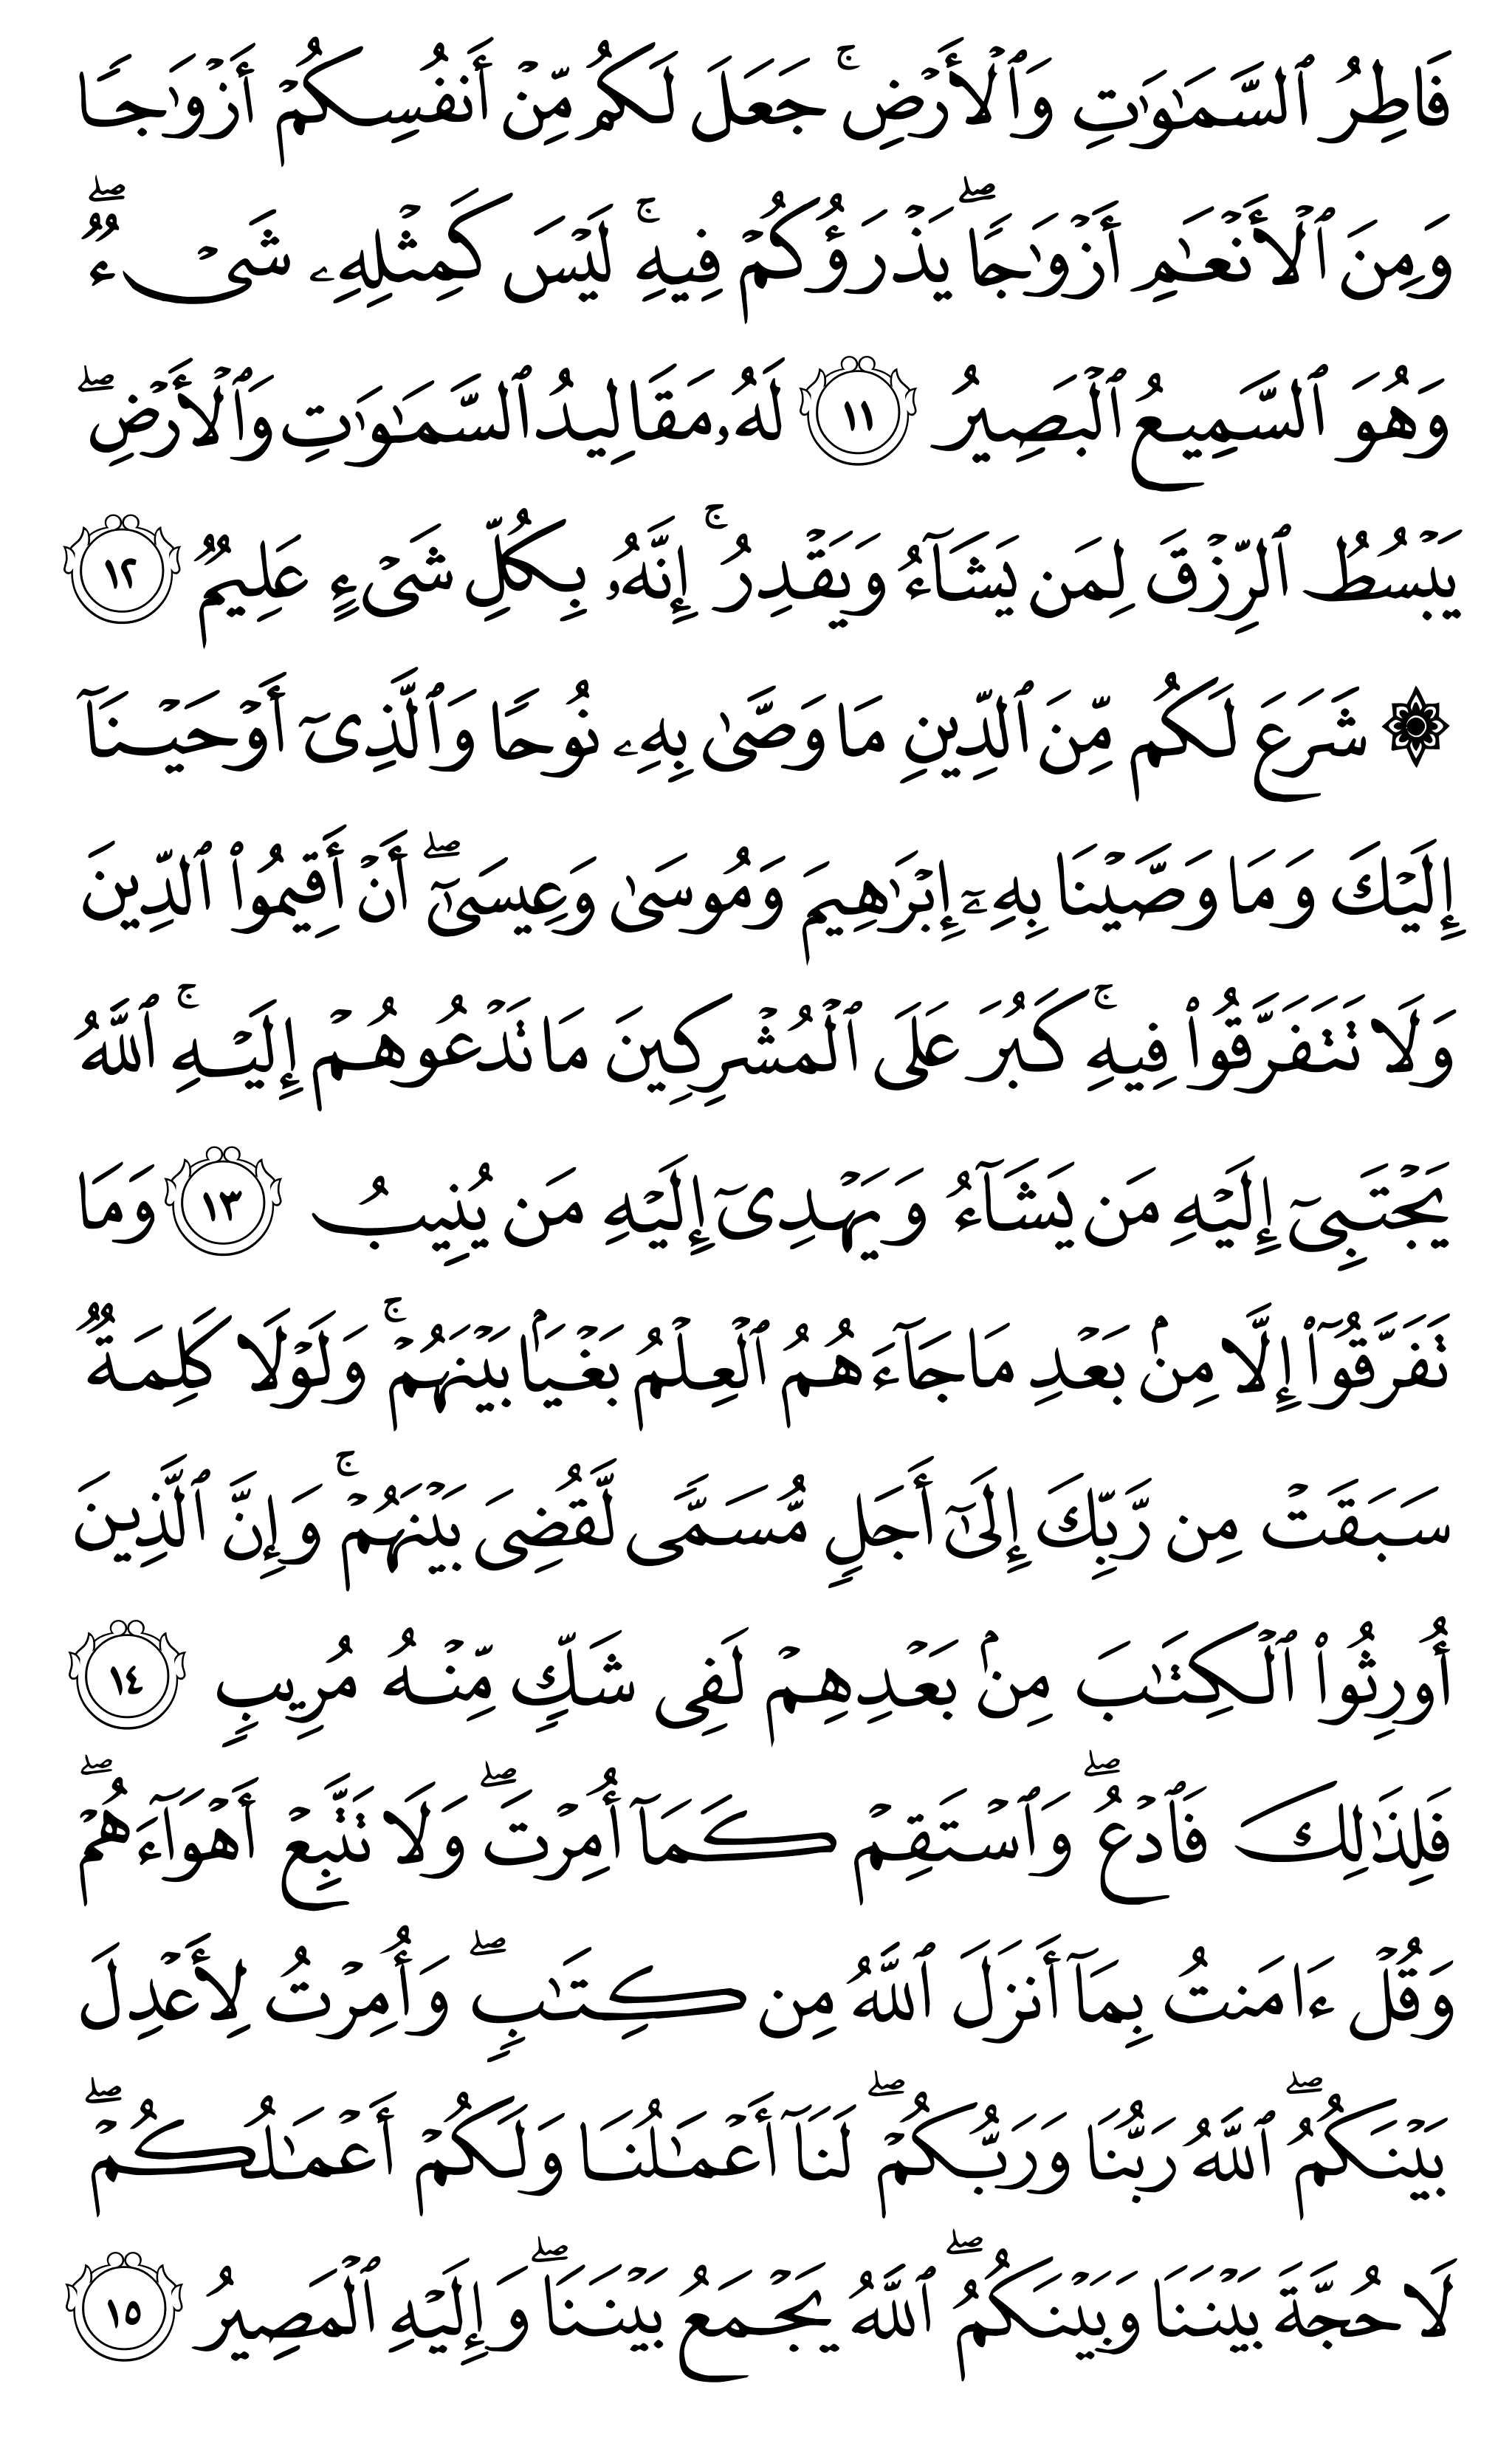 فَاطِرُ ٱلسَّمَٰوَٰتِ وَٱلْأَرْضِۚ جَعَلَ لَكُم مِّنْ أَنفُسِكُمْ أَزْوَٰجًا
وَمِنَ ٱلْأَنْعَٰمِ أَزْوَٰجًاۖ يَذْرَؤُكُمْ فِيهِۚ لَيْسَ كَمِثْلِهِۦ شَىْءٌۖ
وَهُوَ ٱلسَّمِيعُ ٱلْبَصِيرُ ١١ لَهُۥ مَقَالِيدُ ٱلسَّمَٰوَٰتِ وَٱلْأَرْضِۖ
يَبْسُطُ ٱلرِّزْقَ لِمَن يَشَآءُ وَيَقْدِرُۚ إِنَّهُۥ بِكُلِّ شَىْءٍ عَلِيمٌ ١٢
۞ شَرَعَ لَكُم مِّنَ ٱلدِّينِ مَا وَصَّىٰ بِهِۦ نُوحًا وَٱلَّذِىٓ أَوْحَيْنَآ
إِلَيْكَ وَمَا وَصَّيْنَا بِهِۦٓ إِبْرَٰهِيمَ وَمُوسَىٰ وَعِيسَىٰٓۖ أَنْ أَقِيمُوا۟ ٱلدِّينَ
وَلَا تَتَفَرَّقُوا۟ فِيهِۚ كَبُرَ عَلَى ٱلْمُشْرِكِينَ مَا تَدْعُوهُمْ إِلَيْهِۚ ٱللَّهُ
يَجْتَبِىٓ إِلَيْهِ مَن يَشَآءُ وَيَهْدِىٓ إِلَيْهِ مَن يُنِيبُ ١٣ وَمَا
تَفَرَّقُوٓا۟ إِلَّا مِنۢ بَعْدِ مَا جَآءَهُمُ ٱلْعِلْمُ بَغْيَۢا بَيْنَهُمْۚ وَلَوْلَا كَلِمَةٌ
سَبَقَتْ مِن رَّبِّكَ إِلَىٰٓ أَجَلٍ مُّسَمًّى لَّقُضِىَ بَيْنَهُمْۚ وَإِنَّ ٱلَّذِينَ
أُورِثُوا۟ ٱلْكِتَٰبَ مِنۢ بَعْدِهِمْ لَفِى شَكٍّ مِّنْهُ مُرِيبٍ ١٤
فَلِذَٰلِكَ فَٱدْعُۖ وَٱسْتَقِمْ كَمَآ أُمِرْتَۖ وَلَا تَتَّبِعْ أَهْوَآءَهُمْۖ
وَقُلْ ءَامَنتُ بِمَآ أَنزَلَ ٱللَّهُ مِن كِتَٰبٍۖ وَأُمِرْتُ لِأَعْدِلَ
بَيْنَكُمُۖ ٱللَّهُ رَبُّنَا وَرَبُّكُمْۖ لَنَآ أَعْمَٰلُنَا وَلَكُمْ أَعْمَٰلُكُمْۖ
لَا حُجَّةَ بَيْنَنَا وَبَيْنَكُمُۖ ٱللَّهُ يَجْمَعُ بَيْنَنَاۖ وَإِلَيْهِ ٱلْمَصِيرُ ١٥